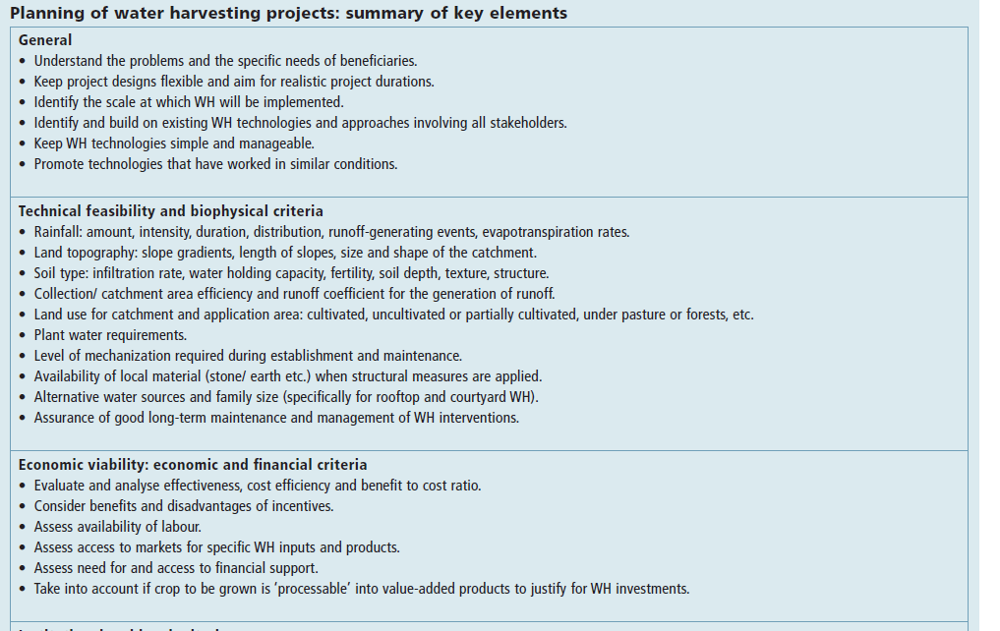 Planning of water harvesting projects: summary of key elements
General
• Understand the problems and the specific needs of beneficiaries.
• Keep project designs flexible and aim for realistic project durations.
• Identify the scale at which WH will be implemented.
• Identify and build on existing WH technologies and approaches involving all stakeholders.
• Keep WH technologies simple and manageable.
• Promote technologies that have worked in similar conditions.
Technical feasibility and biophysical criteria
• Rainfall: amount, intensity, duration, distribution, runoff-generating events, evapotranspiration rates.
• Land topography: slope gradients, length of slopes, size and shape of the catchment.
• Soil type: infiltration rate, water holding capacity, fertility, soil depth, texture, structure.
• Collection/ catchment area efficiency and runoff coefficient for the generation of runoff.
• Land use for catchment and application area: cultivated, uncultivated or partially cultivated, under pasture or forests, etc.
• Plant water requirements.
• Level of mechanization required during establishment and maintenance.
• Availability of local material (stone/ earth etc.) when structural measures are applied.
• Alternative water sources and family size (specifically for rooftop and courtyard WH).
• Assurance of good long-term maintenance and management of WH interventions.
Economic viability: economic and financial criteria
• Evaluate and analyse effectiveness, cost efficiency and benefit to cost ratio.
• Consider benefits and disadvantages of incentives.
• Assess availability of labour.
• Assess access to markets for specific WH inputs and products.
• Assess need for and access to financial support.
• Take into account if crop to be grown is ‘processable’ into value-added products to justify for WH investments.